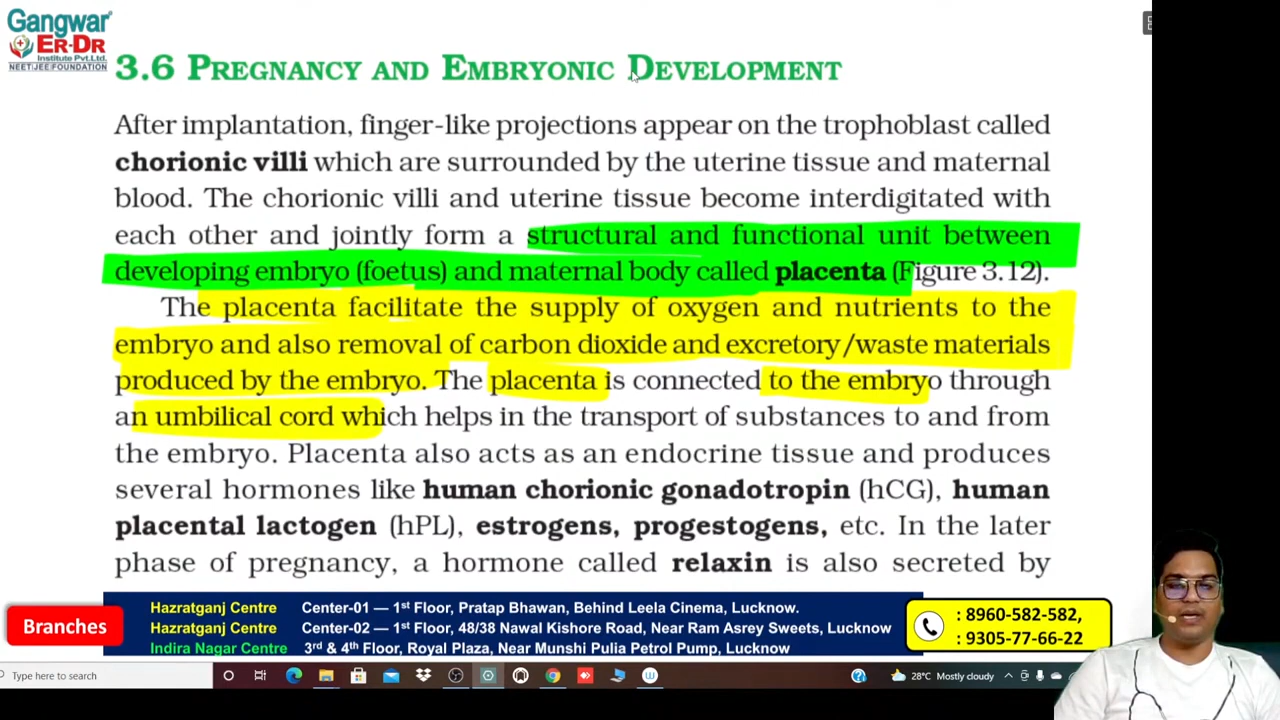 Gangwar
ER-DR
Institute Pvt.Ltd.
NEET|JEE|FOUNDATION
3.6 PREGNANCY AND EMBRYONIC DEVELOPMENT
After implantation, finger-like projections appear on the trophoblast called
chorionic villi which are surrounded by the uterine tissue and maternal
blood. The chorionic villi and uterine tissue become interdigitated with
each other and jointly form a structural and functional unit between
developing embryo (foetus) and maternal body called placenta (Figure 3.12).
The placenta facilitate the supply of oxygen and nutrients to the
embryo and also removal of carbon dioxide and excretory/waste materials
produced by the embryo. The placenta is connected to the embryo through
an umbilical cord which helps in the transport of substances to and from
the embryo. Placenta also acts as an endocrine tissue and produces
several hormones like human chorionic gonadotropin (hCG), human
placental lactogen (hPL), estrogens, progestogens, etc. In the later
phase of pregnancy, a hormone called relaxin is also secreted by
Branches
Hazratganj Centre Center-01 — 1st Floor, Pratap Bhawan, Behind Leela Cinema, Lucknow.
Hazratganj Centre Center-02 — 1st Floor, 48/38 Nawal Kishore Road, Near Ram Asrey Sweets, Lucknow
Indira Nagar Centre 3rd & 4th Floor, Royal Plaza, Near Munshi Pulia Petrol Pump, Lucknow
: 8960-582-582,
: 9305-77-66-22
Type here to search
28°C Mostly cloudy